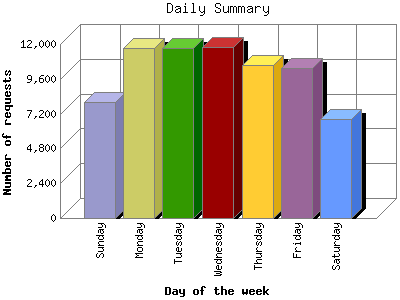 Daily Summary
12,000
9,600
7,200
4,800
2,400
0
Number of requests
Sunday
Monday
Tuesday
Wednesday
Thursday
Friday
Saturday
Day of the week